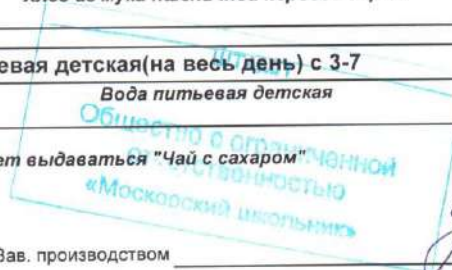 евая детская(на весь день) с 3-7
Вода питьевая детская
ет выдаваться "Чай с сахаром"
Общество с ограниченной
ответственностью
«Московский школьник»
Зав. производством